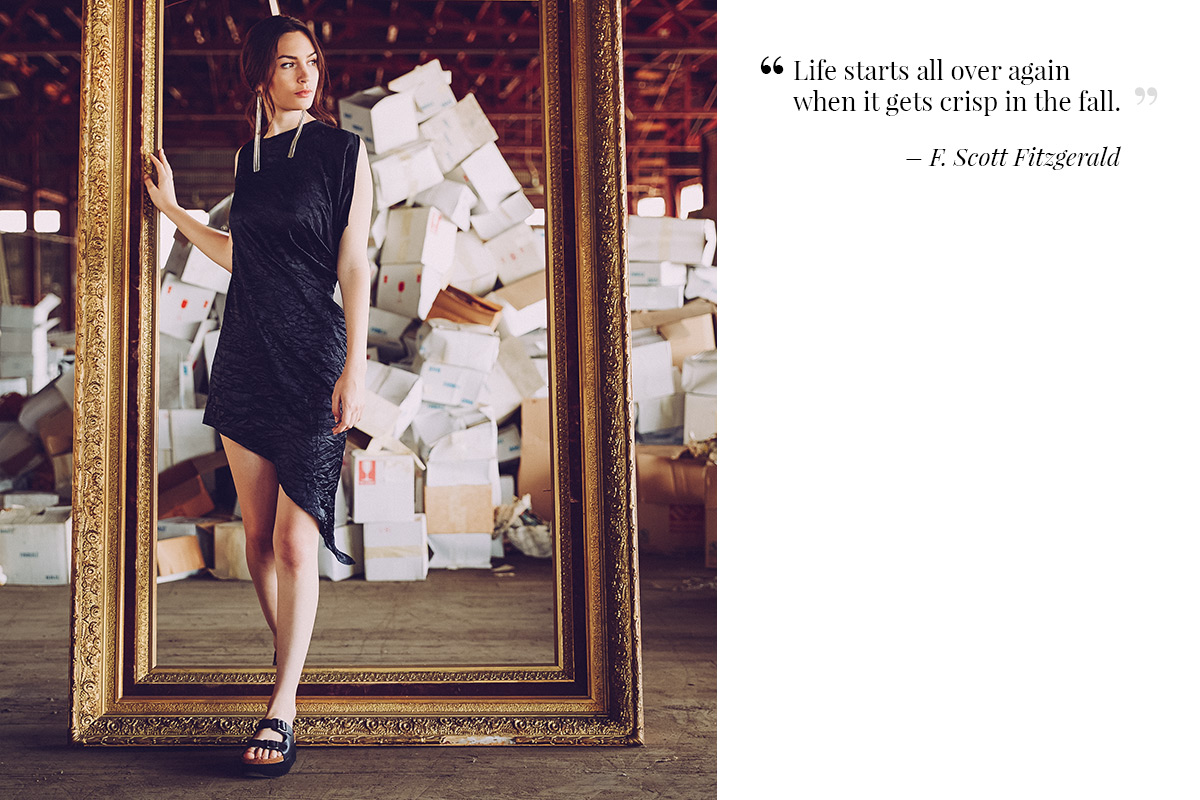 “ Life starts all over again
when it gets crisp in the fall. ”
– F. Scott Fitzgerald